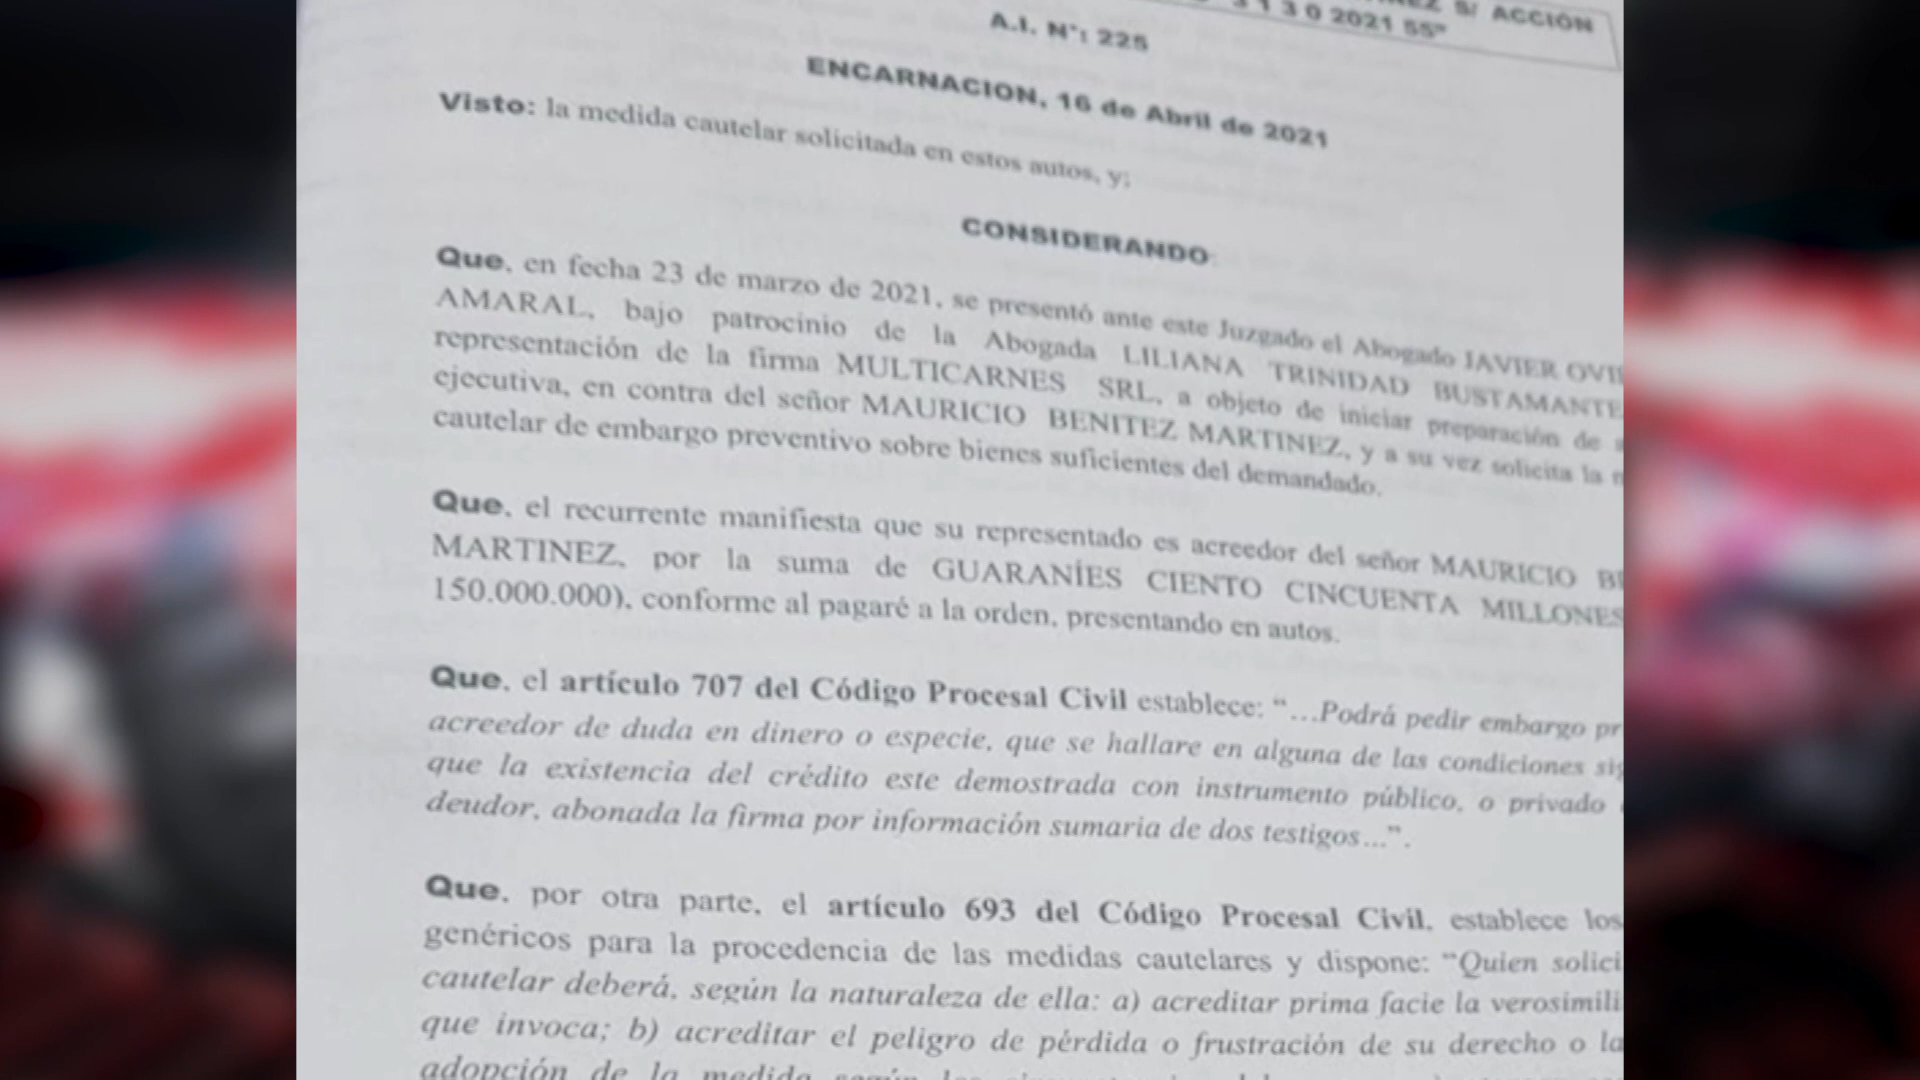 S/ ACCIÓN
3 1 3 0 2021 55"
A.I. N°: 225
ENCARNACION, 16 de Abril de 2021
Visto: la medida cautelar solicitada en estos autos, y;
CONSIDERANDO:
Que, en fecha 23 de marzo de 2021, se presentó ante este Juzgado el Abogado JAVIER
AMARAL, bajo patrocinio de la Abogada LILIANA TRINIDAD BUSTAMANTE
representación de la firma MULTICARNES SRL, a objeto de iniciar preparación de
ejecutiva, en contra del señor MAURICIO BENITEZ MARTINEZ, y a su vez solicita la
cautelar de embargo preventivo sobre bienes suficientes del demandado.
Que, el recurrente manifiesta que su representado es acreedor del señor MAURICIO
MARTINEZ, por la suma de GUARANÍES CIENTO CINCUENTA MILLONES
150.000.000), conforme al pagaré a la orden, presentando en autos.
Que, el artículo 707 del Código Procesal Civil establece: “...Podrá pedir embargo pr
acreedor de duda en dinero o especie, que se hallare en alguna de las condiciones sig
que la existencia del crédito este demostrada con instrumento público, o privado
deudor, abonada la firma por información sumaria de dos testigos...”.
Que, por otra parte, el artículo 693 del Código Procesal Civil, establece los
genéricos para la procedencia de las medidas cautelares y dispone: “Quien solici
cautelar deberá, según la naturaleza de ella: a) acreditar prima facie la verosimili
que invoca; b) acreditar el peligro de pérdida o frustración de su derecho o la
adopción de la medida según